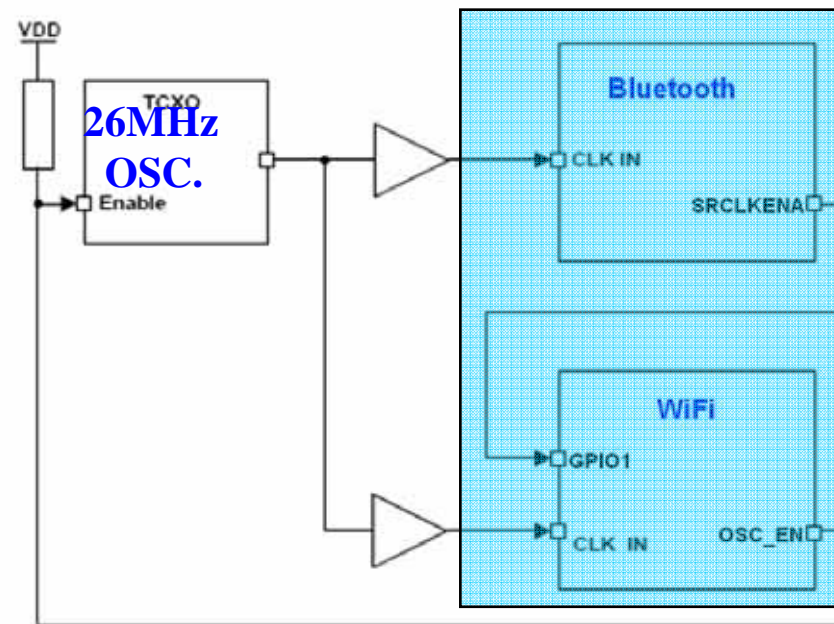 VDD
TCXO
26MHz
OSC.
Enable
Bluetooth
CLK IN
SRCLKENA
WiFi
GPIO1
CLK IN
OSC_EN